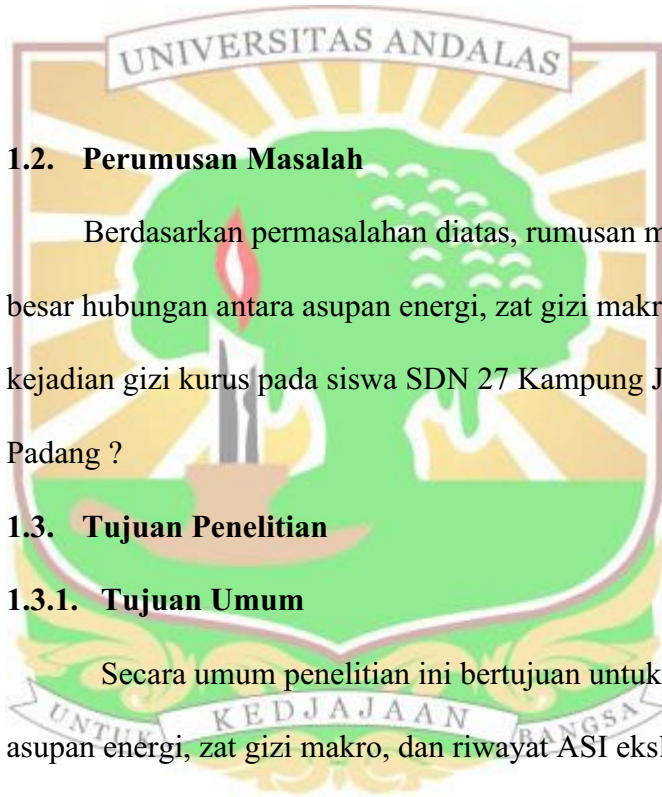 UNIVERSITAS ANDALAS
1.2. Perumusan Masalah
Berdasarkan permasalahan diatas, rumusan
besar hubungan antara asupan energi, zat gizi
kejadian gizi kurus pada siswa SDN 27 Kampung
Padang ?
1.3. Tujuan Penelitian
1.3.1. Tujuan Umum
Secara umum penelitian ini bertujuan untuk
asupan energi, zat gizi makro, dan riwayat ASI
UNTUK KEDJAJAAN BANGSA